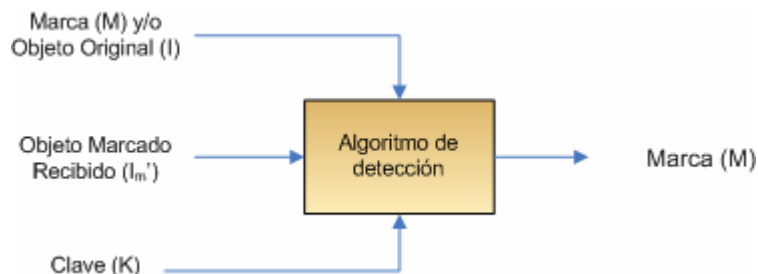 Marca (M) y/o
Objeto Original (I)
Objeto Marcado
Recibido (Iₘ’)
Algoritmo de
detección
Marca (M)
Clave (K)